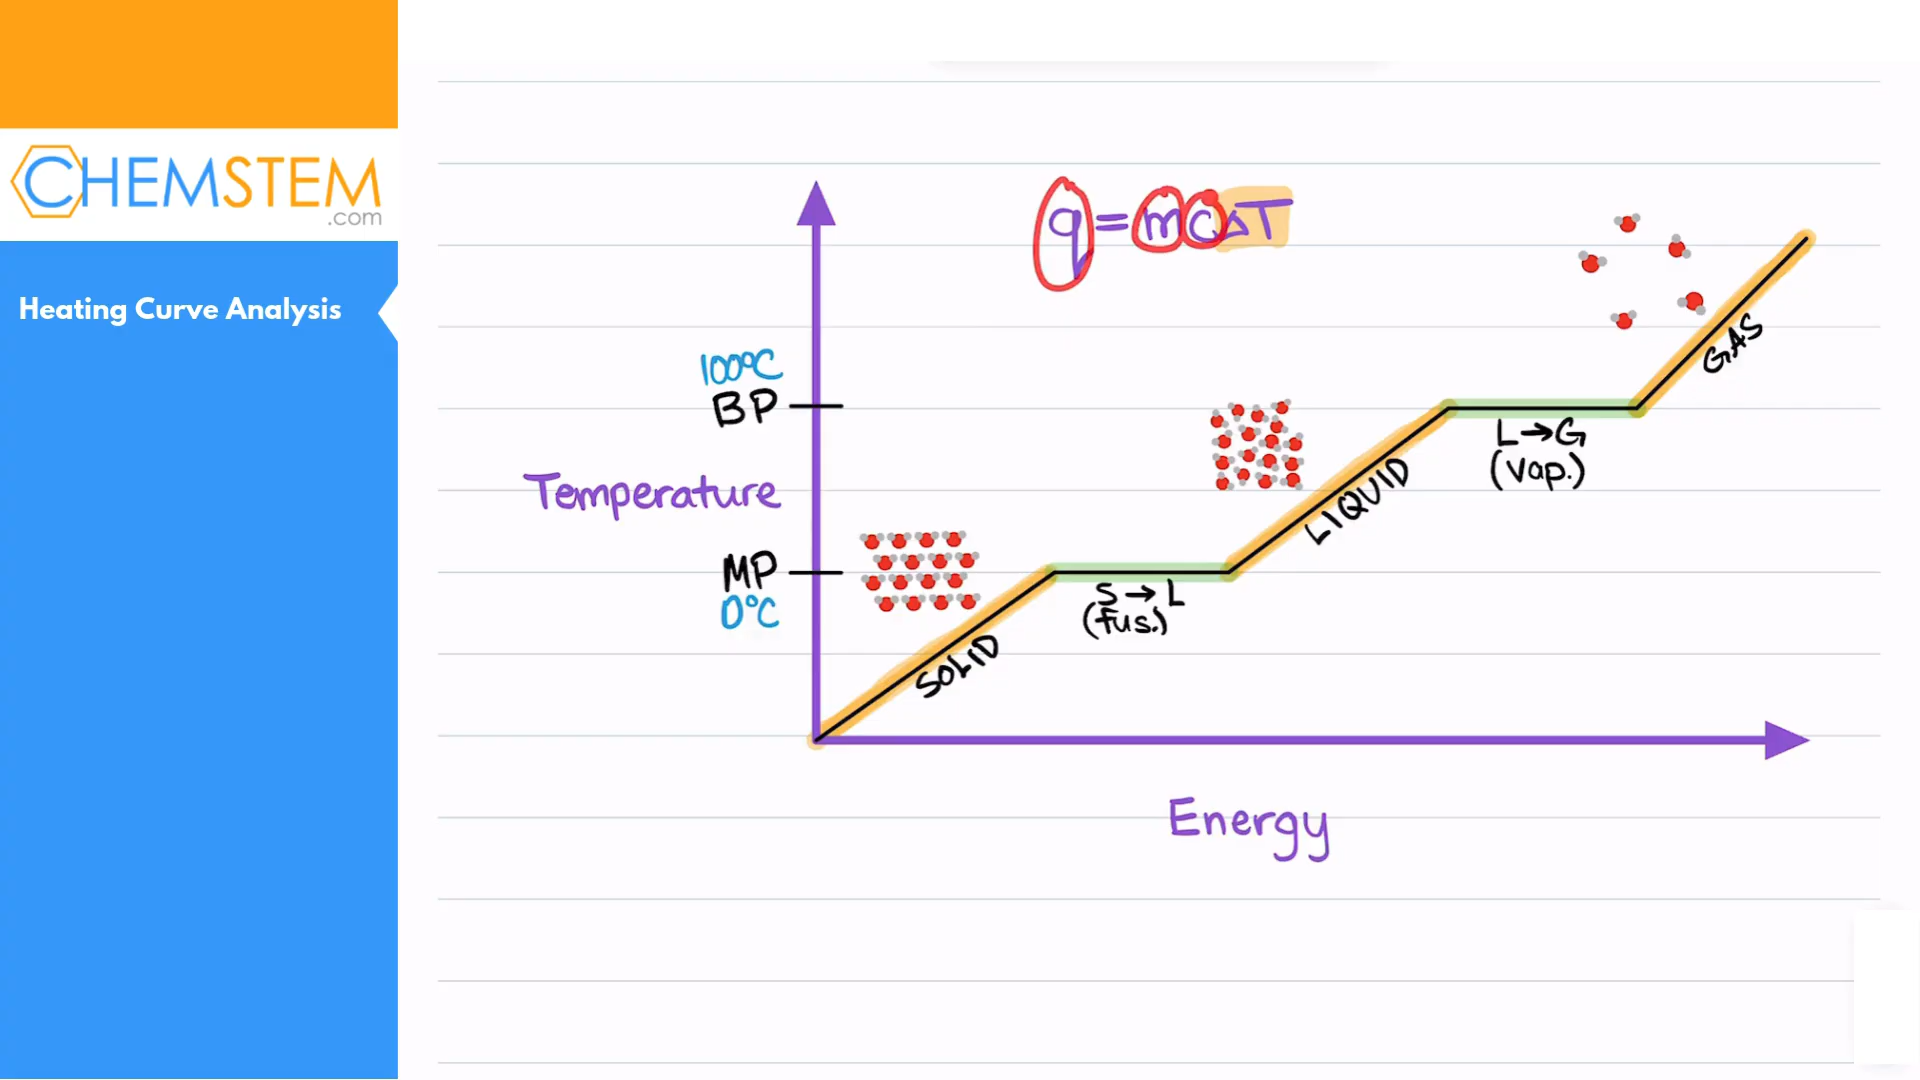 CHEMSTEM
.com
Heating Curve Analysis
q = mCΔT
100°C
BP
Temperature
MP
0°C
SOLID
S→L
(fus.)
LIQUID
L→G
(vap.)
GAS
Energy